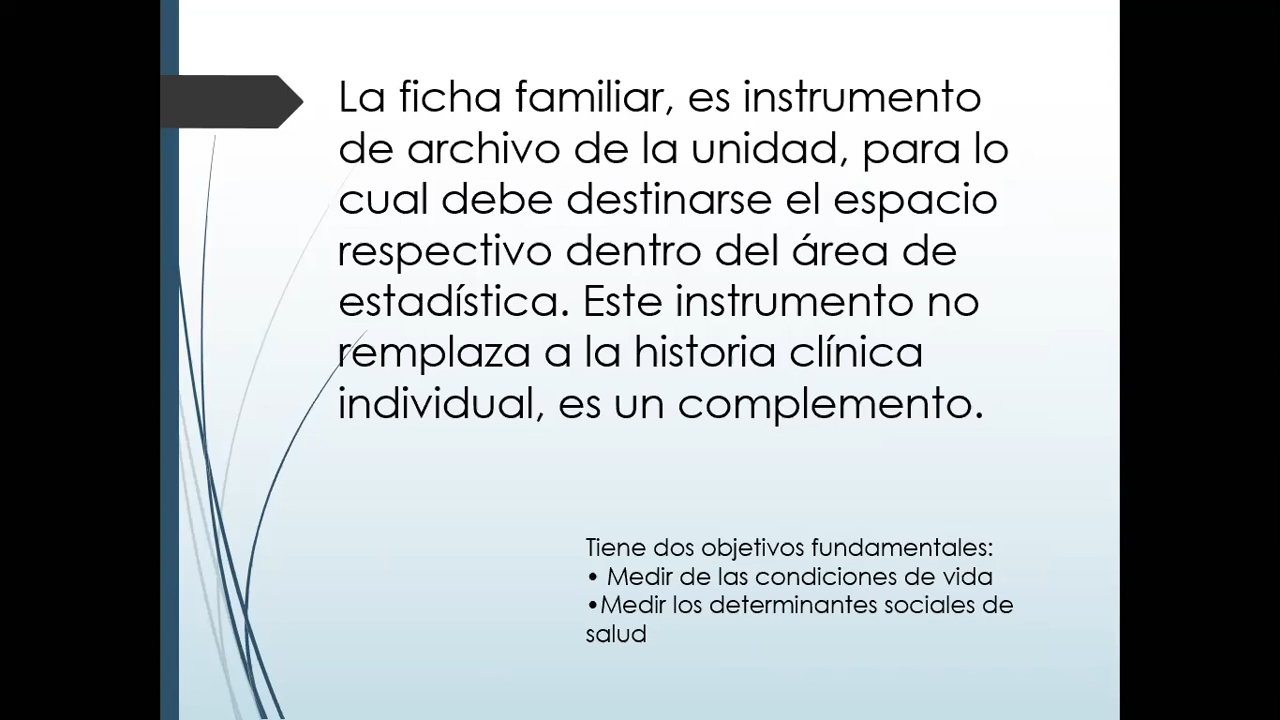 La ficha familiar, es instrumento
de archivo de la unidad, para lo
cual debe destinarse el espacio
respectivo dentro del área de
estadística. Este instrumento no
remplaza a la historia clínica
individual, es un complemento.
Tiene dos objetivos fundamentales:
• Medir de las condiciones de vida
•Medir los determinantes sociales de
salud